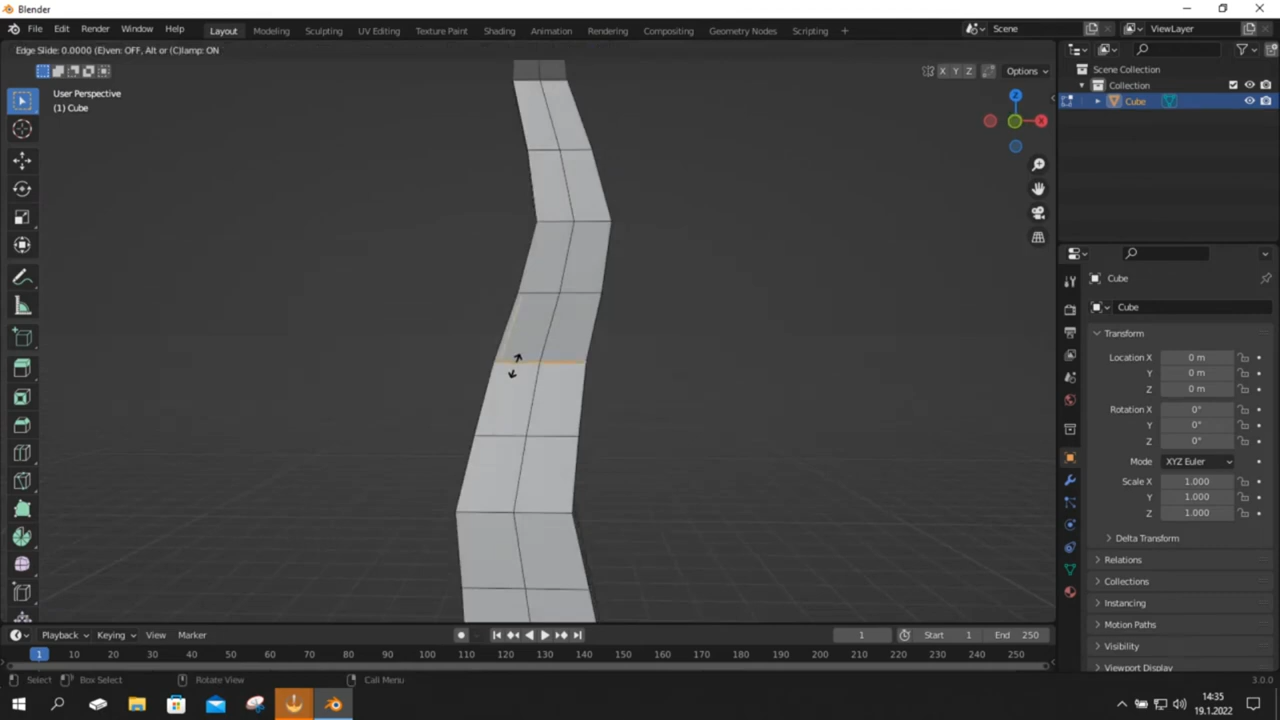 Blender
File Edit Render Window Help
Layout Modeling Sculpting UV Editing Texture Paint Shading Animation Rendering Compositing Geometry Nodes Scripting +
Scene
ViewLayer
Edge Slide: 0.0000 (E)ven: OFF, Alt or (C)lamp: ON
X Y Z
Options
User Perspective
(1) Cube
Z
X
Scene Collection
Collection
Cube
Cube
Cube
Transform
Location X 0 m
Y 0 m
Z 0 m
Rotation X 0°
Y 0°
Z 0°
Mode XYZ Euler
Scale X 1.000
Y 1.000
Z 1.000
Delta Transform
Relations
Collections
Instancing
Motion Paths
Visibility
Viewport Display
Playback Keying View Marker
1 Start 1 End 250
1 10 20 30 40 50 60 70 80 90 100 110 120 130 140 150 160 170 180 190 200 210 220 230 240 250
Select Box Select Rotate View Call Menu
3.0.0
14:35
19.1.2022